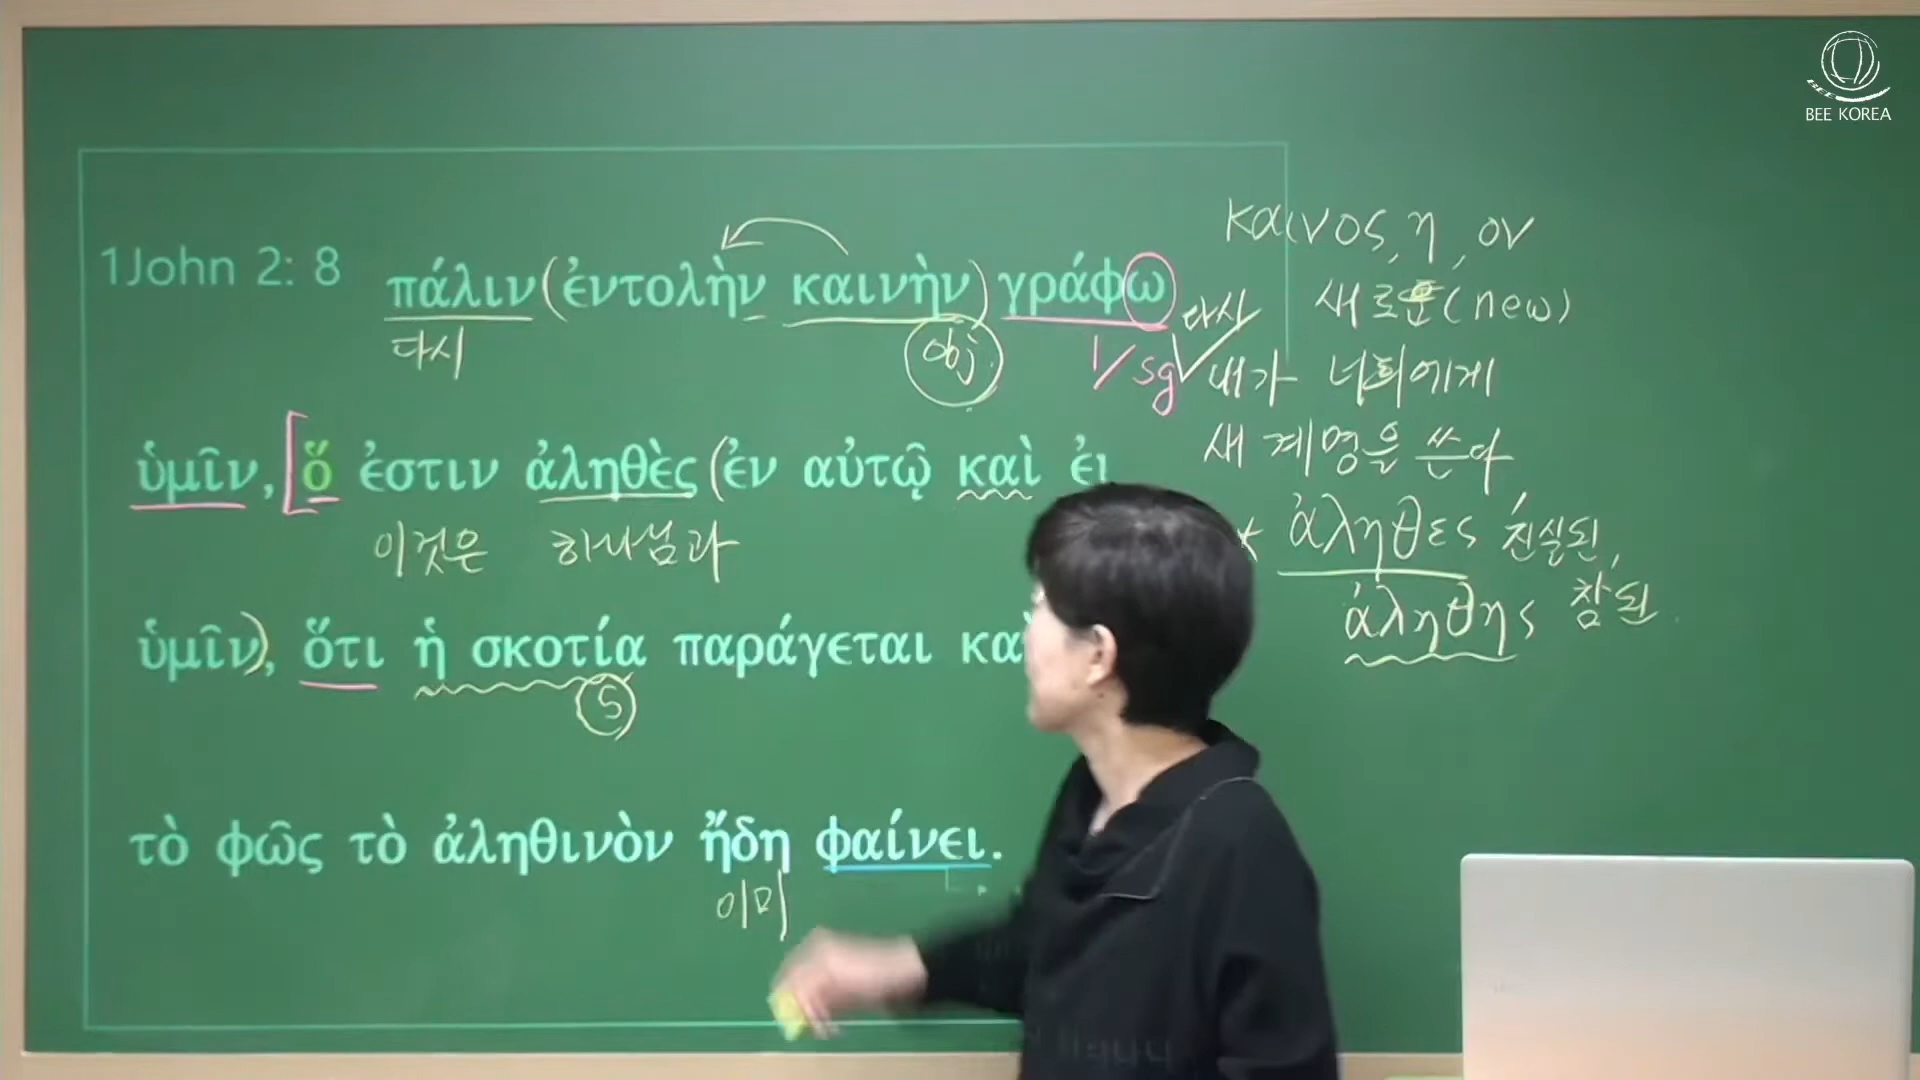 BEE KOREA
1John 2: 8
πάλιν (ἐντολὴν καινὴν) γράφω
다시
obj
1/sg
ὑμῖν, [ὅ ἐστιν ἀληθὲς (ἐν αὐτῷ καὶ ἐ
이것은 하나님과
ὑμῖν), ὅτι ἡ σκοτία παράγεται κα
S
τὸ φῶς τὸ ἀληθινὸν ἤδη φαίνει.
이미
καινος, η, ον
새로운(new)
다시
내가 너희에게
새 계명을 쓴다
ἀληθες 진실된,
ἀληθης 참된.